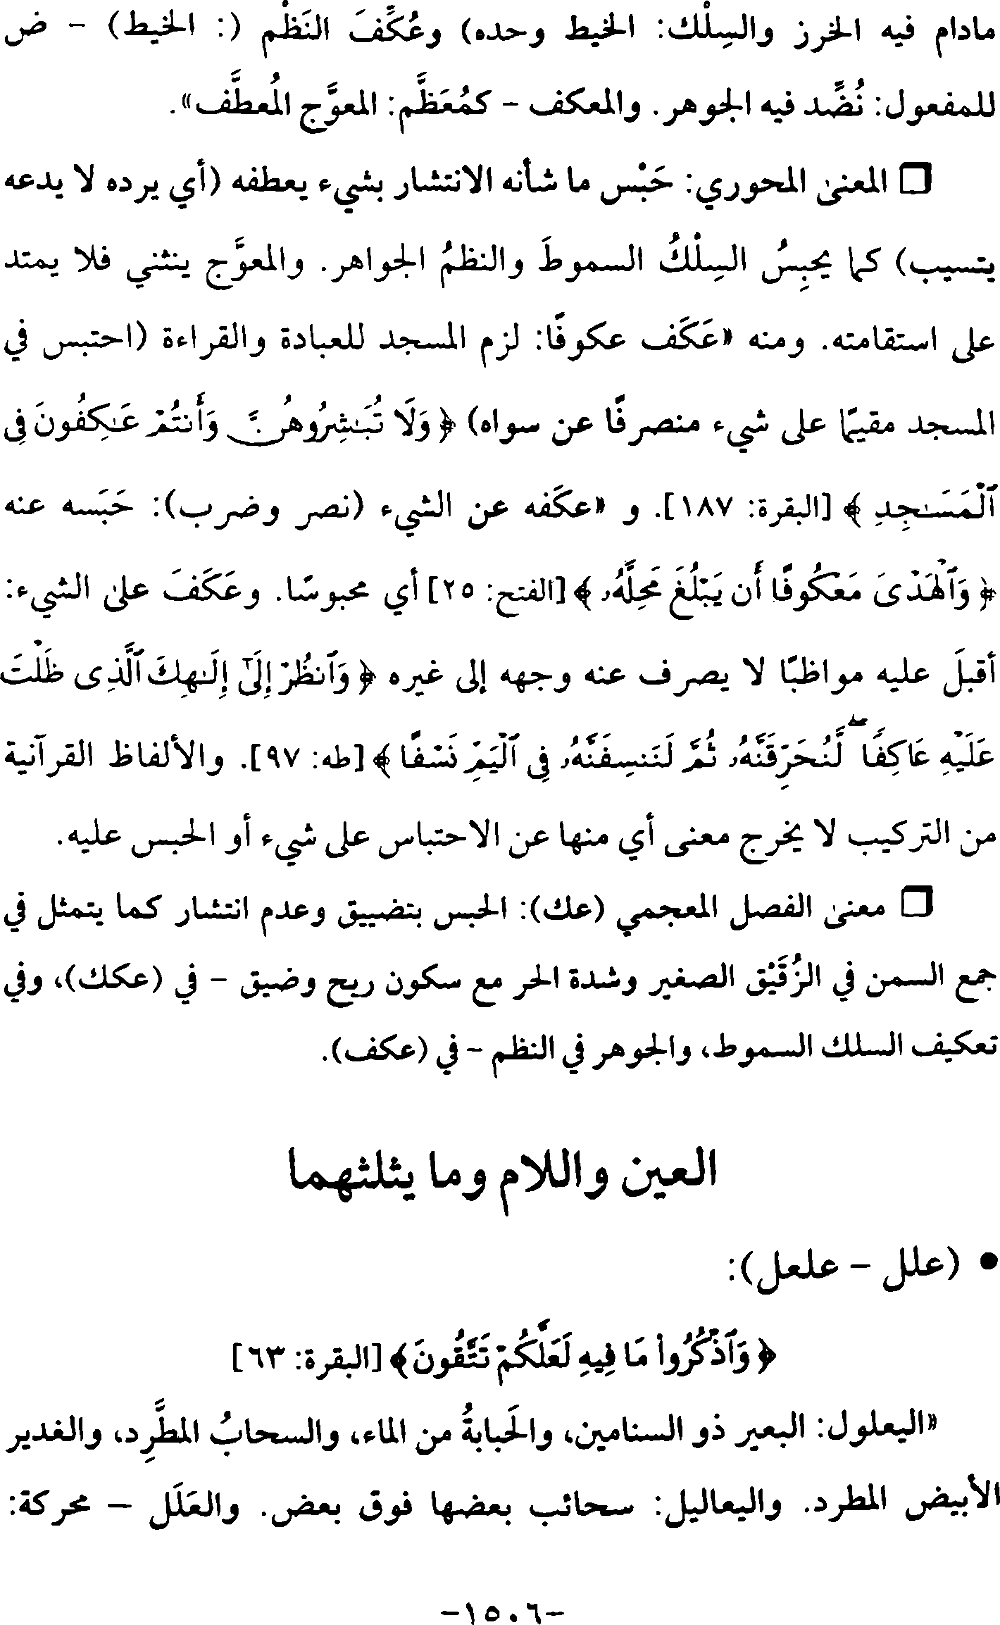 مادام فيه الخرز والسِلْك: الخيط وحده) وعُكِّفَ النَظْم (: الخيط) - ض
للمفعول: نُضِّد فيه الجوهر. والمعكف - كمُعَظَّم: المعوَّج المُعطَّف».
❒ المعنى المحوري: حَبْس ما شأنه الانتشار بشيء يعطفه (أي يرده لا يدعه
يتسيب) كما يحبِسُ السِلْكُ السموطَ والنظمُ الجواهر. والمعوَّج ينثني فلا يمتد
على استقامته. ومنه «عَكَف عكوفًا: لزم المسجد للعبادة والقراءة (احتبس في
المسجد مقيمًا على شيء منصرفًا عن سواه) ﴿ وَلَا تُبَٰشِرُوهُنَّ وَأَنتُمْ عَٰكِفُونَ فِى
ٱلْمَسَٰجِدِ ﴾ [البقرة: ١٨٧]. و «عكَفه عن الشيء (نصر وضرب): حَبَسه عنه
﴿ وَٱلْهَدْىَ مَعْكُوفًا أَن يَبْلُغَ مَحِلَّهُۥ ﴾ [الفتح: ٢٥] أي محبوسًا. وعَكَفَ على الشيء:
أقبلَ عليه مواظبًا لا يصرف عنه وجهه إلى غيره ﴿ وَٱنظُرْ إِلَىٰٓ إِلَٰهِكَ ٱلَّذِى ظَلْتَ
عَلَيْهِ عَاكِفًا ۖ لَّنُحَرِّقَنَّهُۥ ثُمَّ لَنَنسِفَنَّهُۥ فِى ٱلْيَمِّ نَسْفًا ﴾ [طه: ٩٧]. والألفاظ القرآنية
من التركيب لا يخرج معنى أي منها عن الاحتباس على شيء أو الحبس عليه.
❒ معنى الفصل المعجمي (عك): الحبس بتضييق وعدم انتشار كما يتمثل في
جمع السمن في الزُقَيْق الصغير وشدة الحر مع سكون ريح وضيق - في (عكك)، وفي
تعكيف السلك السموط، والجوهر في النظم - في (عكف).
العين واللام وما يثلثهما
• (علل - علعل):
﴿ وَٱذْكُرُوا۟ مَا فِيهِ لَعَلَّكُمْ تَتَّقُونَ﴾ [البقرة: ٦٣]
«اليعلول: البعير ذو السنامين، والحَبابةُ من الماء، والسحابُ المطَّرِد، والغدير
الأبيض المطرد. واليعاليل: سحائب بعضها فوق بعض. والعَلَل - محركة:
-١٥٠٦-